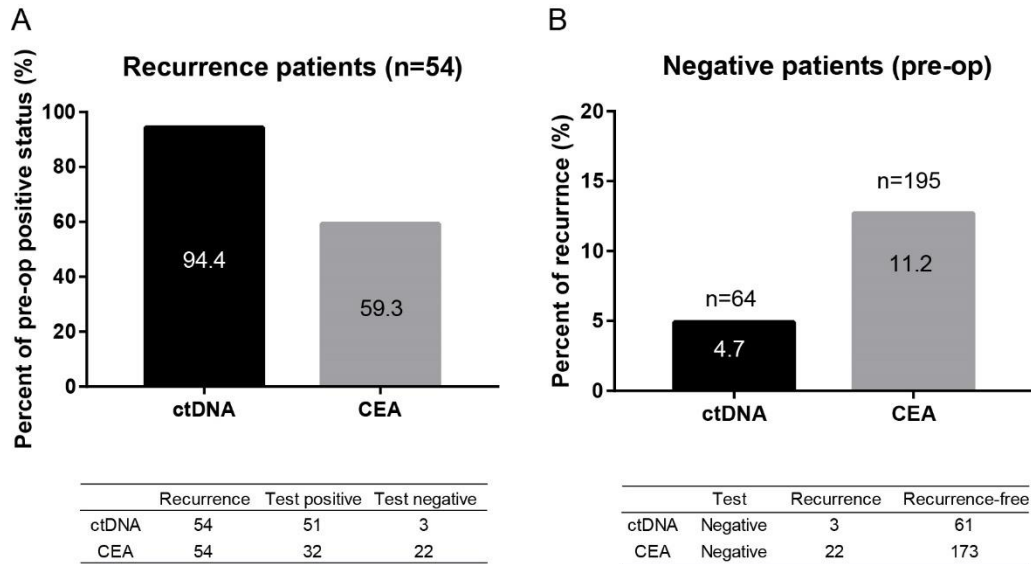 A
Recurrence patients (n=54)
Percent of pre-op positive status (%)
100
80
60
40
20
0
94.4
59.3
ctDNA
CEA
Recurrence Test positive Test negative
ctDNA 54 51 3
CEA 54 32 22
B
Negative patients (pre-op)
Percent of recurrnce (%)
20
15
10
5
0
n=64
4.7
n=195
11.2
ctDNA
CEA
Test Recurrence Recurrence-free
ctDNA Negative 3 61
CEA Negative 22 173